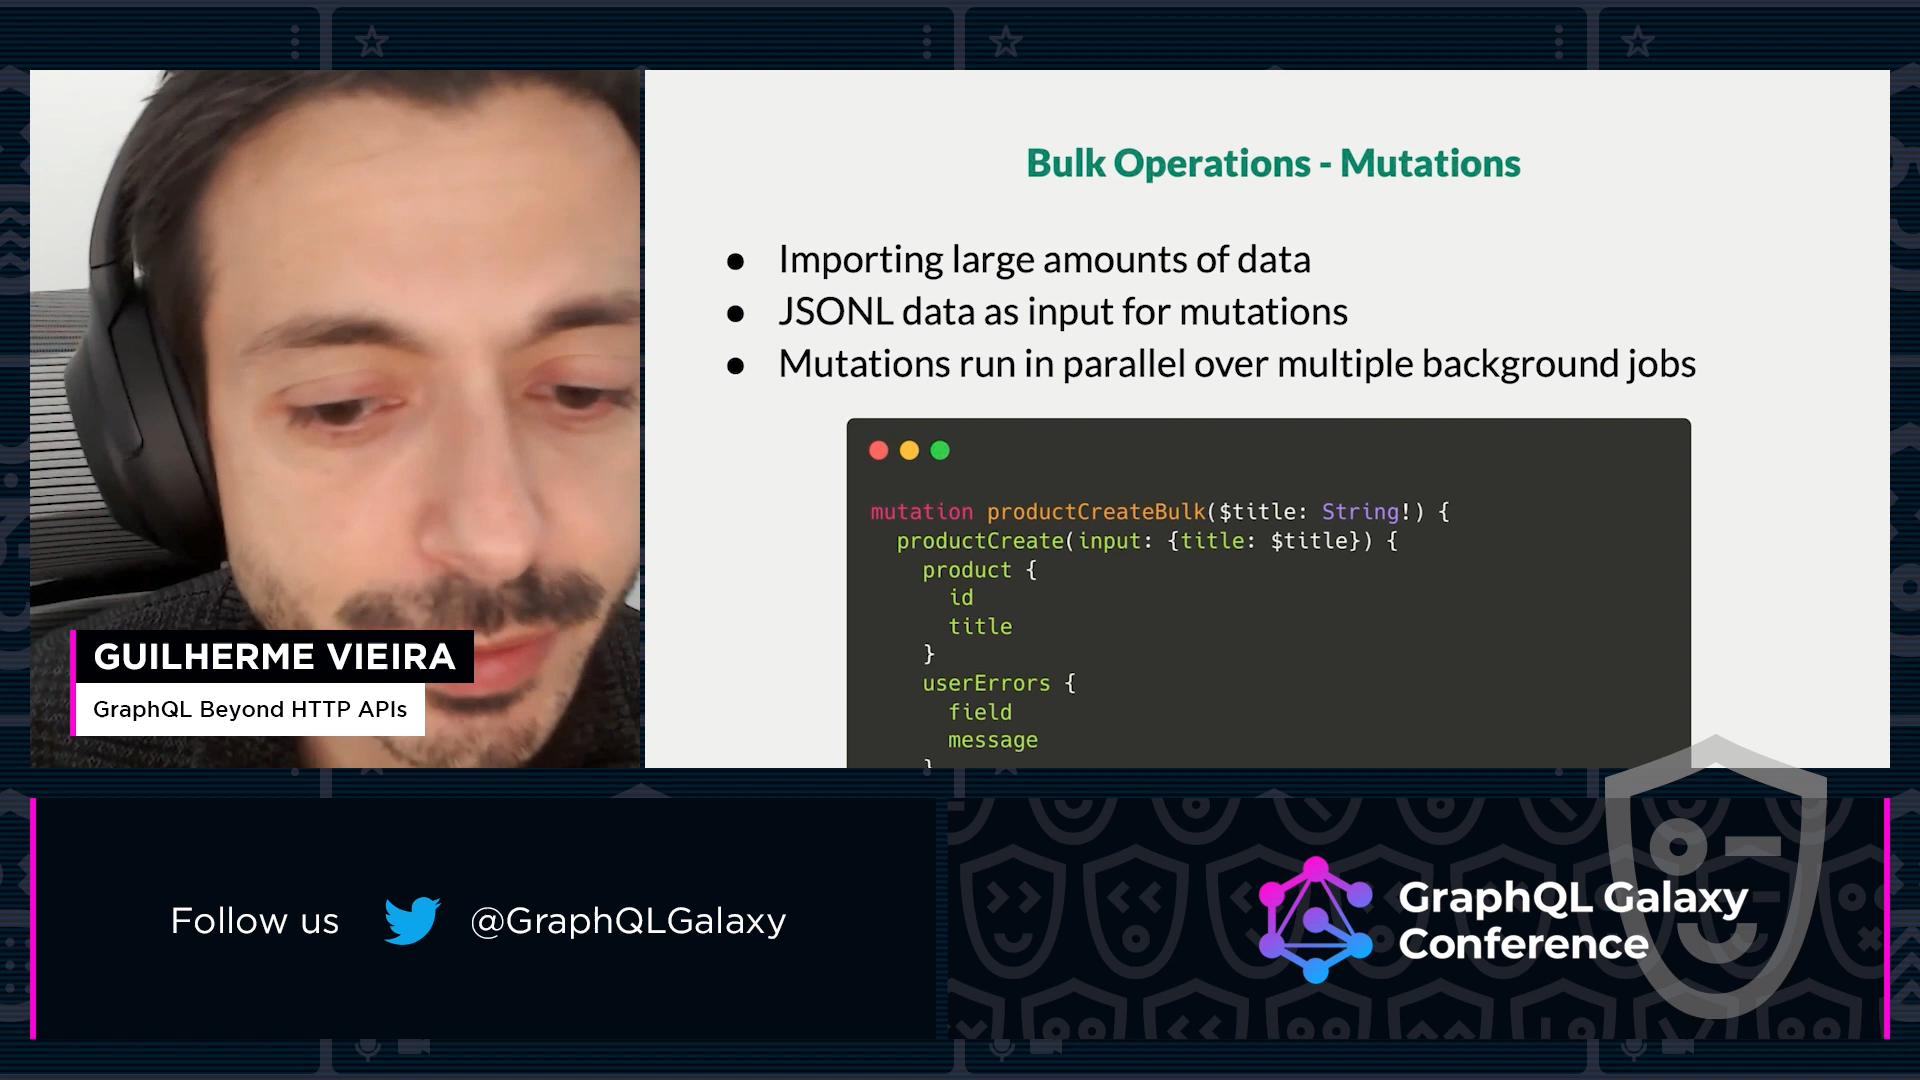 Bulk Operations - Mutations
● Importing large amounts of data
● JSONL data as input for mutations
● Mutations run in parallel over multiple background jobs
mutation productCreateBulk($title: String!) {
productCreate(input: {title: $title}) {
product {
id
title
}
userErrors {
field
message
}
GUILHERME VIEIRA
GraphQL Beyond HTTP APIs
Follow us @GraphQLGalaxy
GraphQL Galaxy
Conference